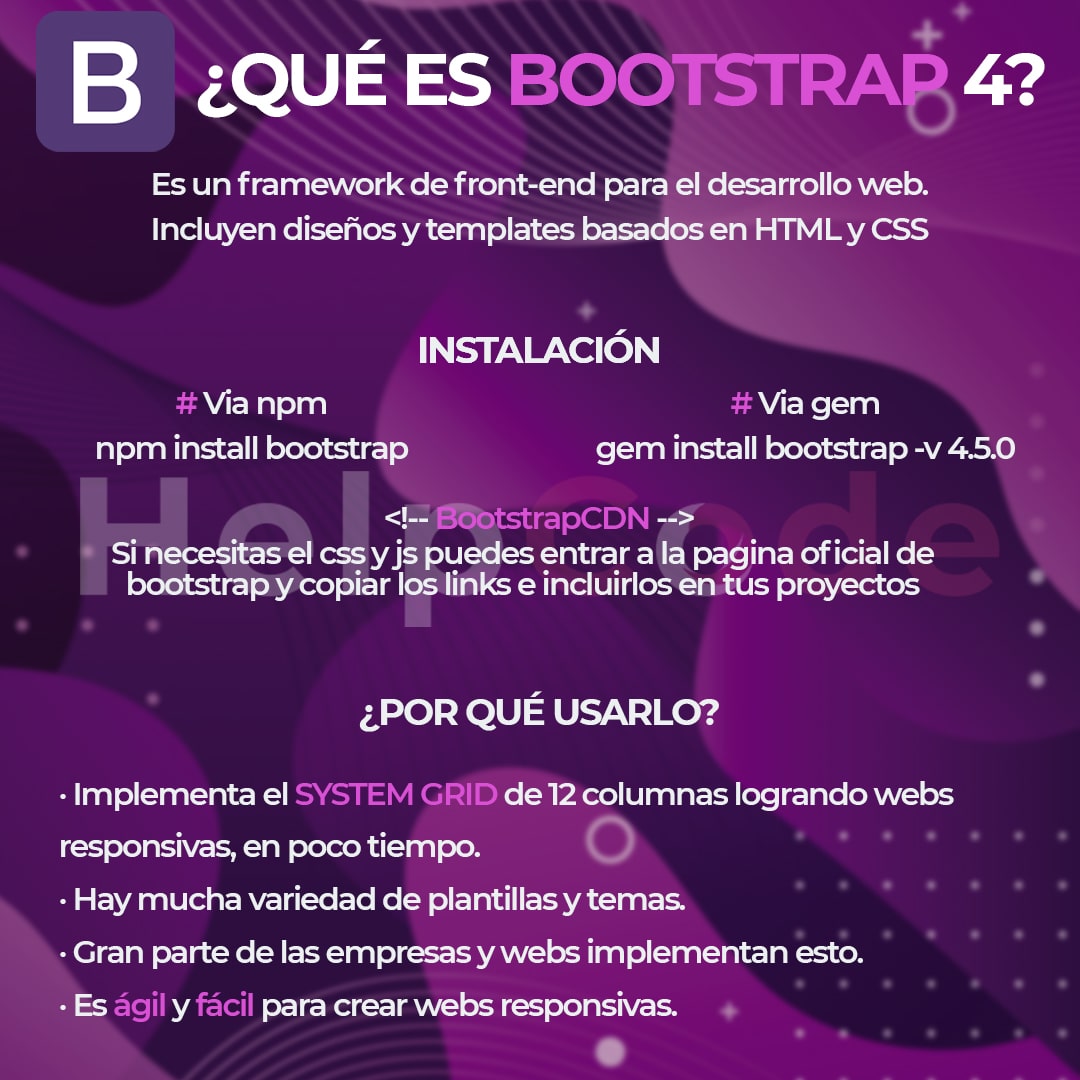 B
¿QUÉ ES BOOTSTRAP 4?
Es un framework de front-end para el desarrollo web.
Incluyen diseños y templates basados en HTML y CSS
INSTALACIÓN
# Via npm
npm install bootstrap
# Via gem
gem install bootstrap -v 4.5.0
HelpCode
<!-- BootstrapCDN -->
Si necesitas el css y js puedes entrar a la pagina oficial de
bootstrap y copiar los links e incluirlos en tus proyectos
¿POR QUÉ USARLO?
· Implementa el SYSTEM GRID de 12 columnas logrando webs
responsivas, en poco tiempo.
· Hay mucha variedad de plantillas y temas.
· Gran parte de las empresas y webs implementan esto.
· Es ágil y fácil para crear webs responsivas.